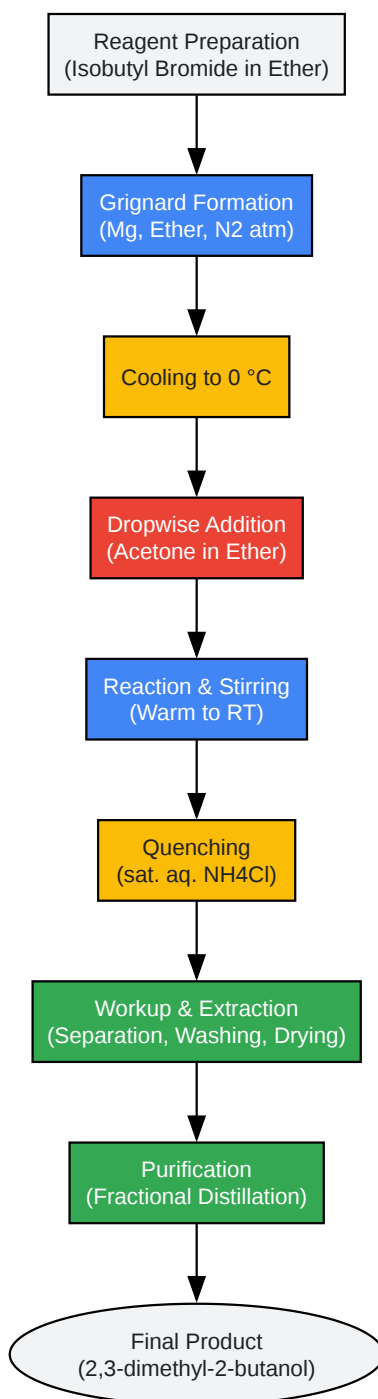 Reagent Preparation
(Isobutyl Bromide in Ether)
Grignard Formation
(Mg, Ether, N2 atm)
Cooling to 0 °C
Dropwise Addition
(Acetone in Ether)
Reaction & Stirring
(Warm to RT)
Quenching
(sat. aq. NH4Cl)
Workup & Extraction
(Separation, Washing, Drying)
Purification
(Fractional Distillation)
Final Product
(2,3-dimethyl-2-butanol)